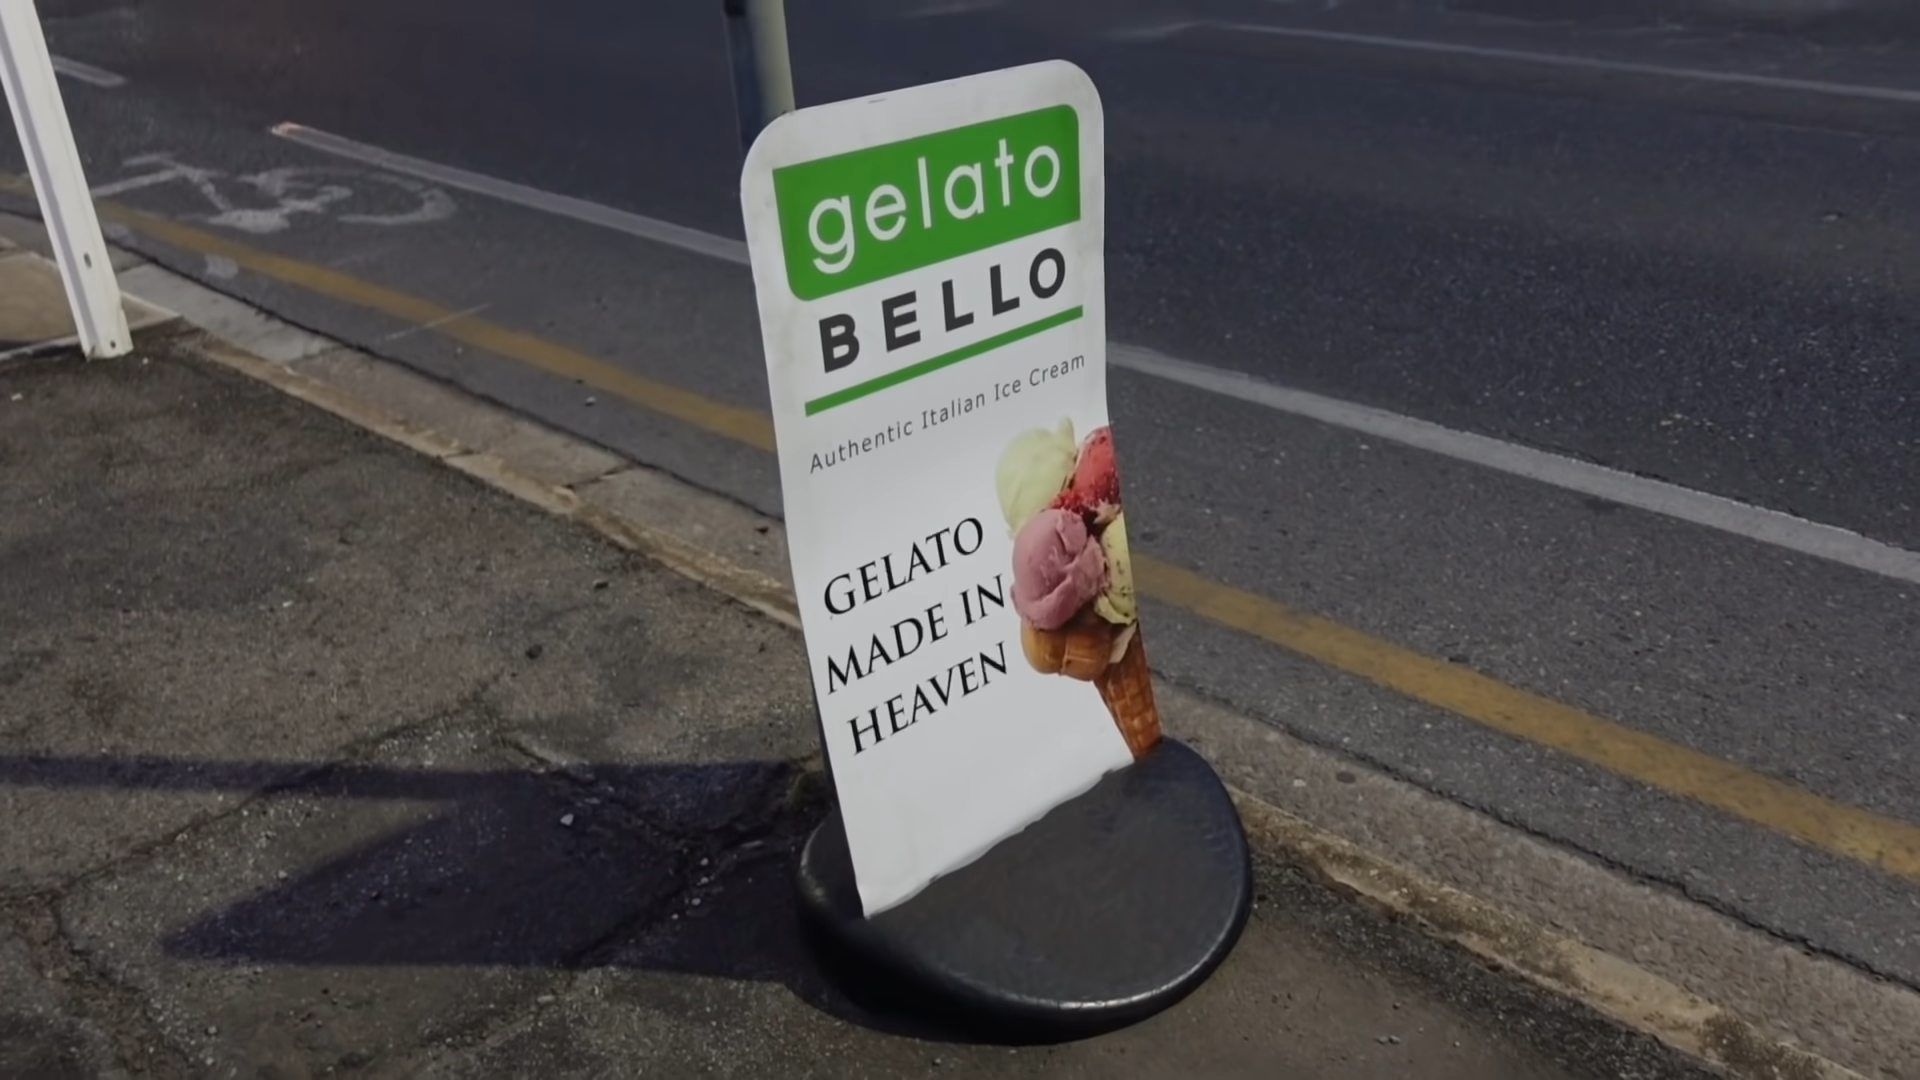 gelato
BELLO
Authentic Italian Ice Cream
GELATO
MADE IN
HEAVEN